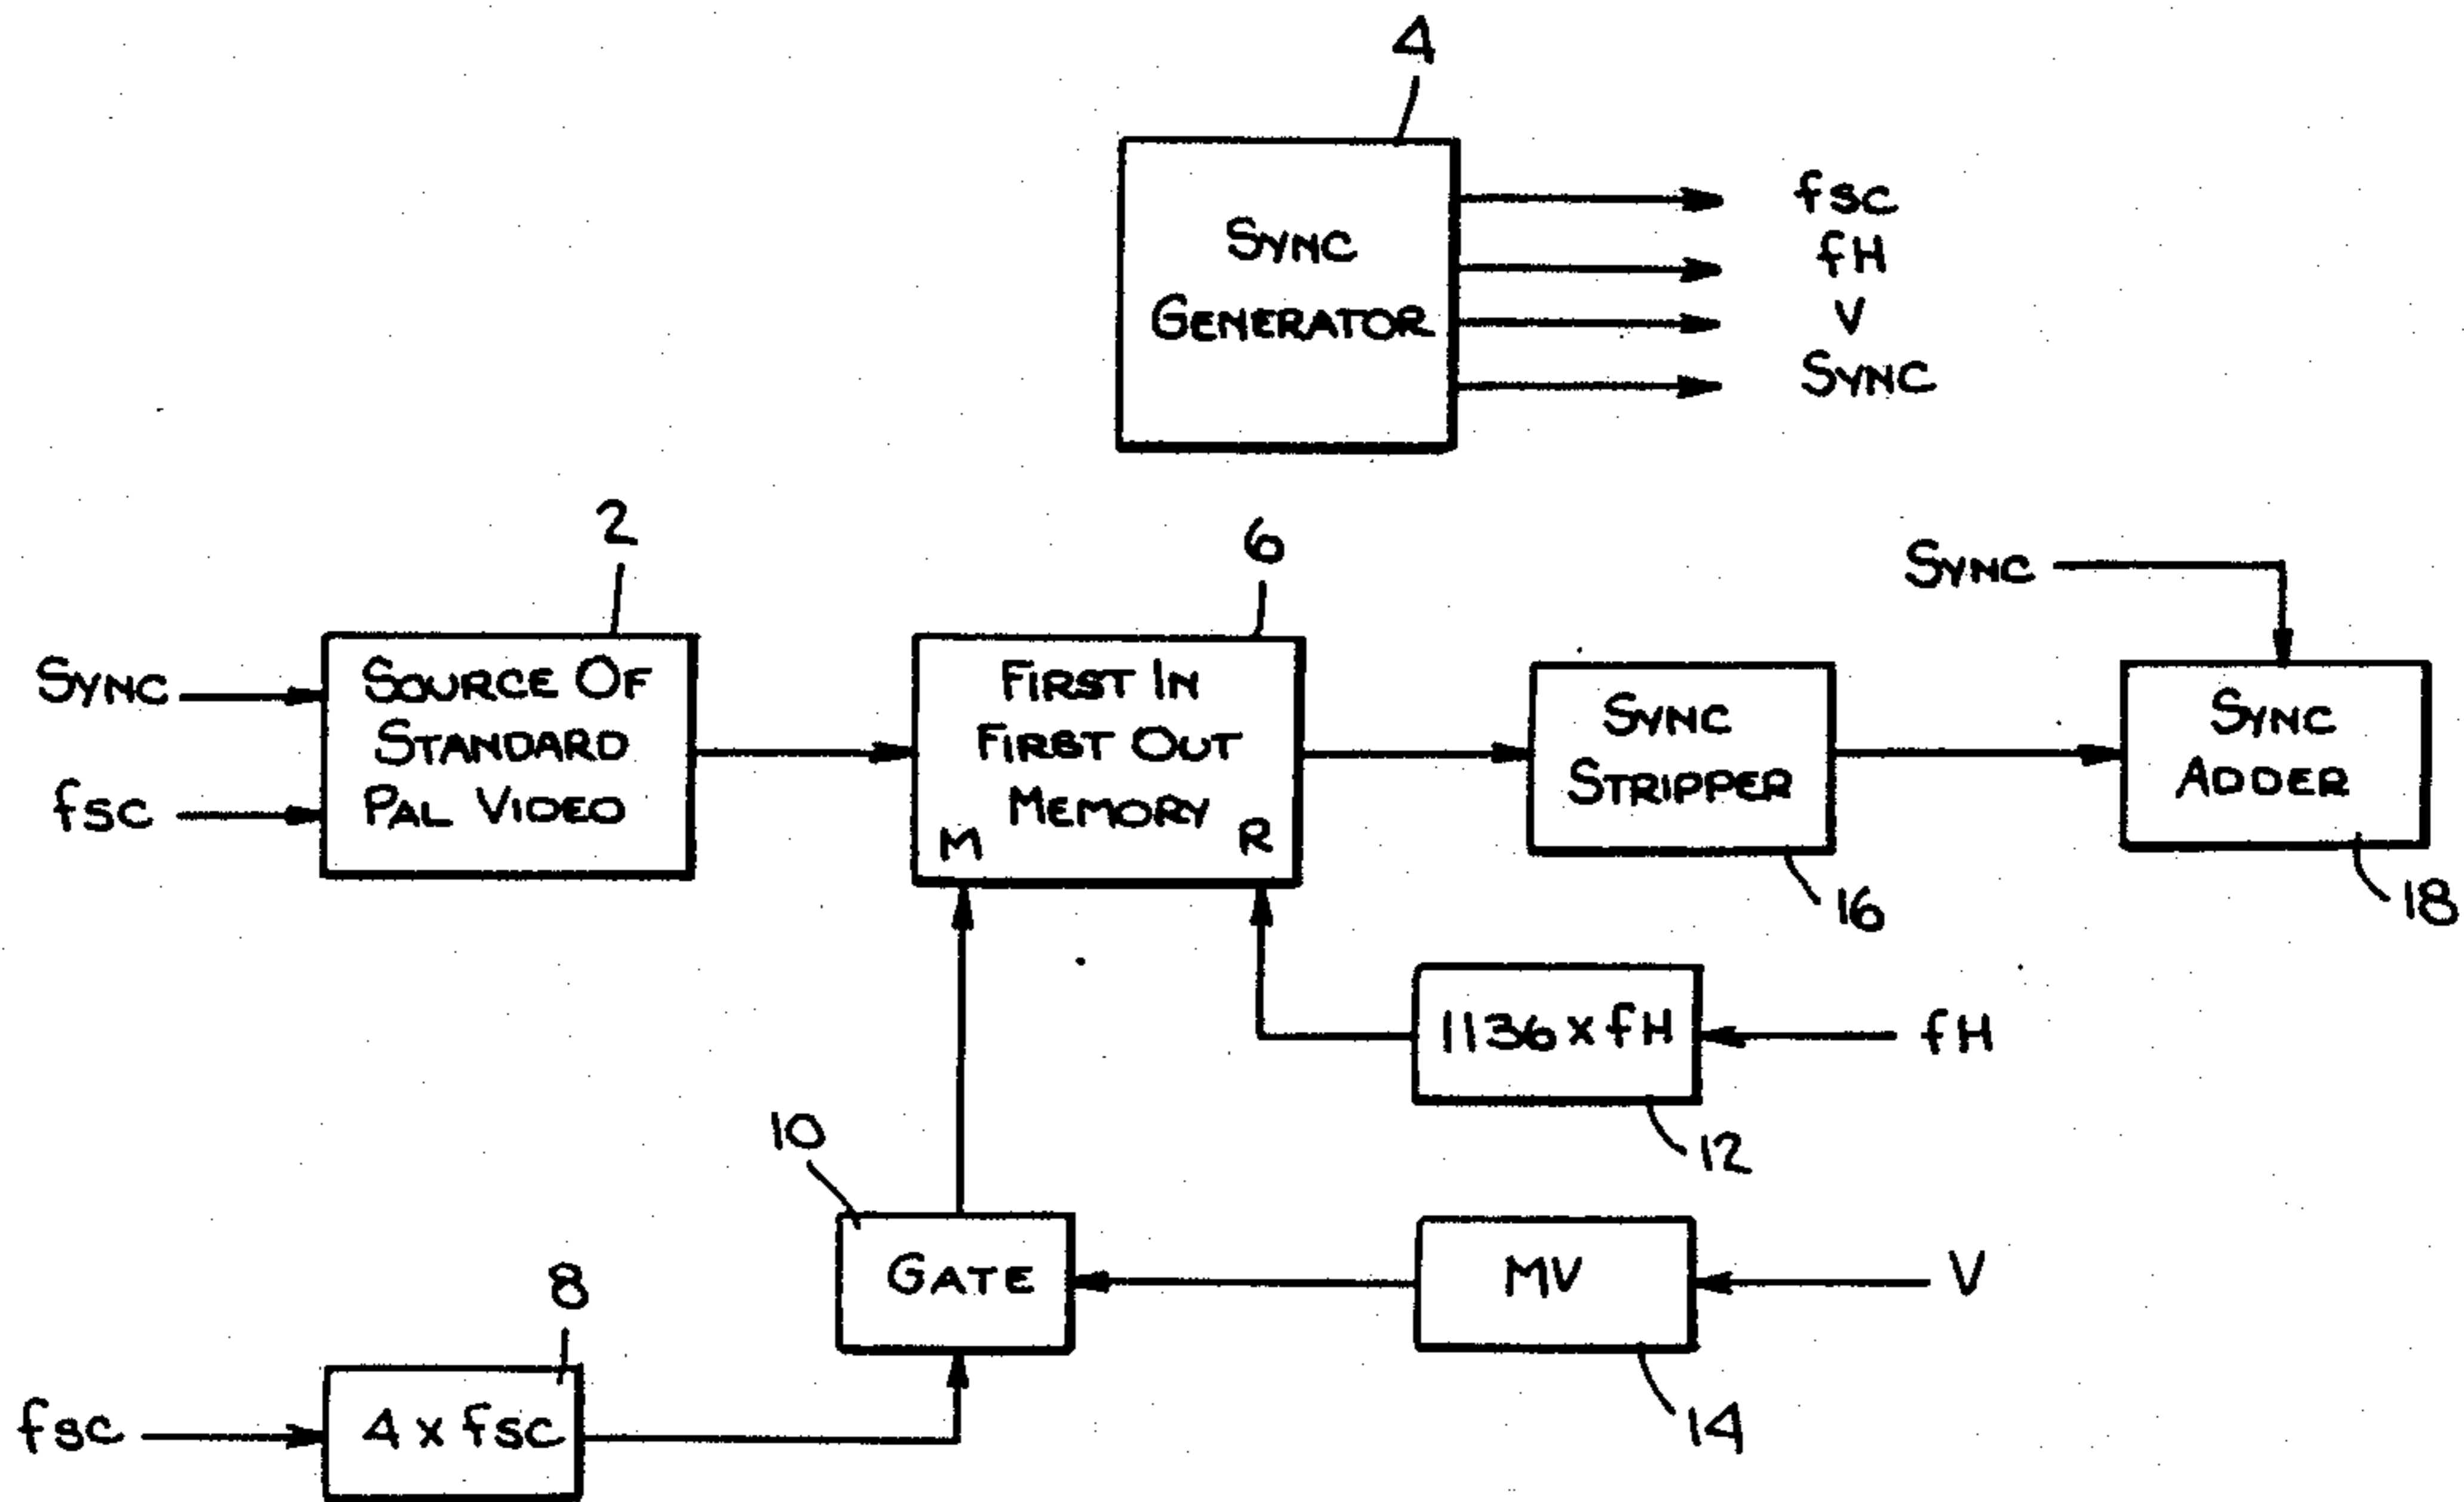 4
SYNC
GENERATOR
fsc
fH
V
SYNC
2
6
SYNC
SYNC
fsc
SOURCE OF
STANDARD
PAL VIDEO
FIRST IN
FIRST OUT
MEMORY
M
R
SYNC
STRIPPER
SYNC
ADDER
16
18
1136 x fH
fH
12
10
GATE
MV
V
14
8
fsc
4 x fsc